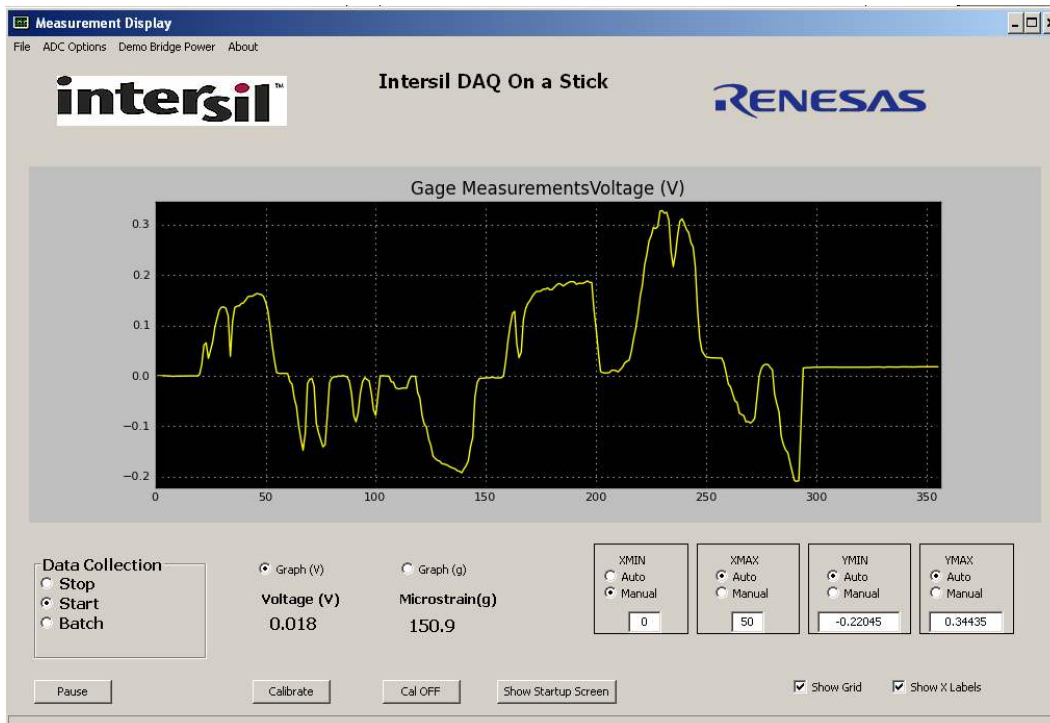 Measurement Display
File ADC Options Demo Bridge Power About
intersil™
Intersil DAQ On a Stick
RENESAS
Gage MeasurementsVoltage (V)
0.3
0.2
0.1
0.0
−0.1
−0.2
0 50 100 150 200 250 300 350
Data Collection
Stop
Start
Batch
Graph (V)
Voltage (V)
0.018
Graph (g)
Microstrain(g)
150.9
XMIN
Auto
Manual
0
XMAX
Auto
Manual
50
YMIN
Auto
Manual
-0.22045
YMAX
Auto
Manual
0.34435
Pause
Calibrate
Cal OFF
Show Startup Screen
Show Grid
Show X Labels